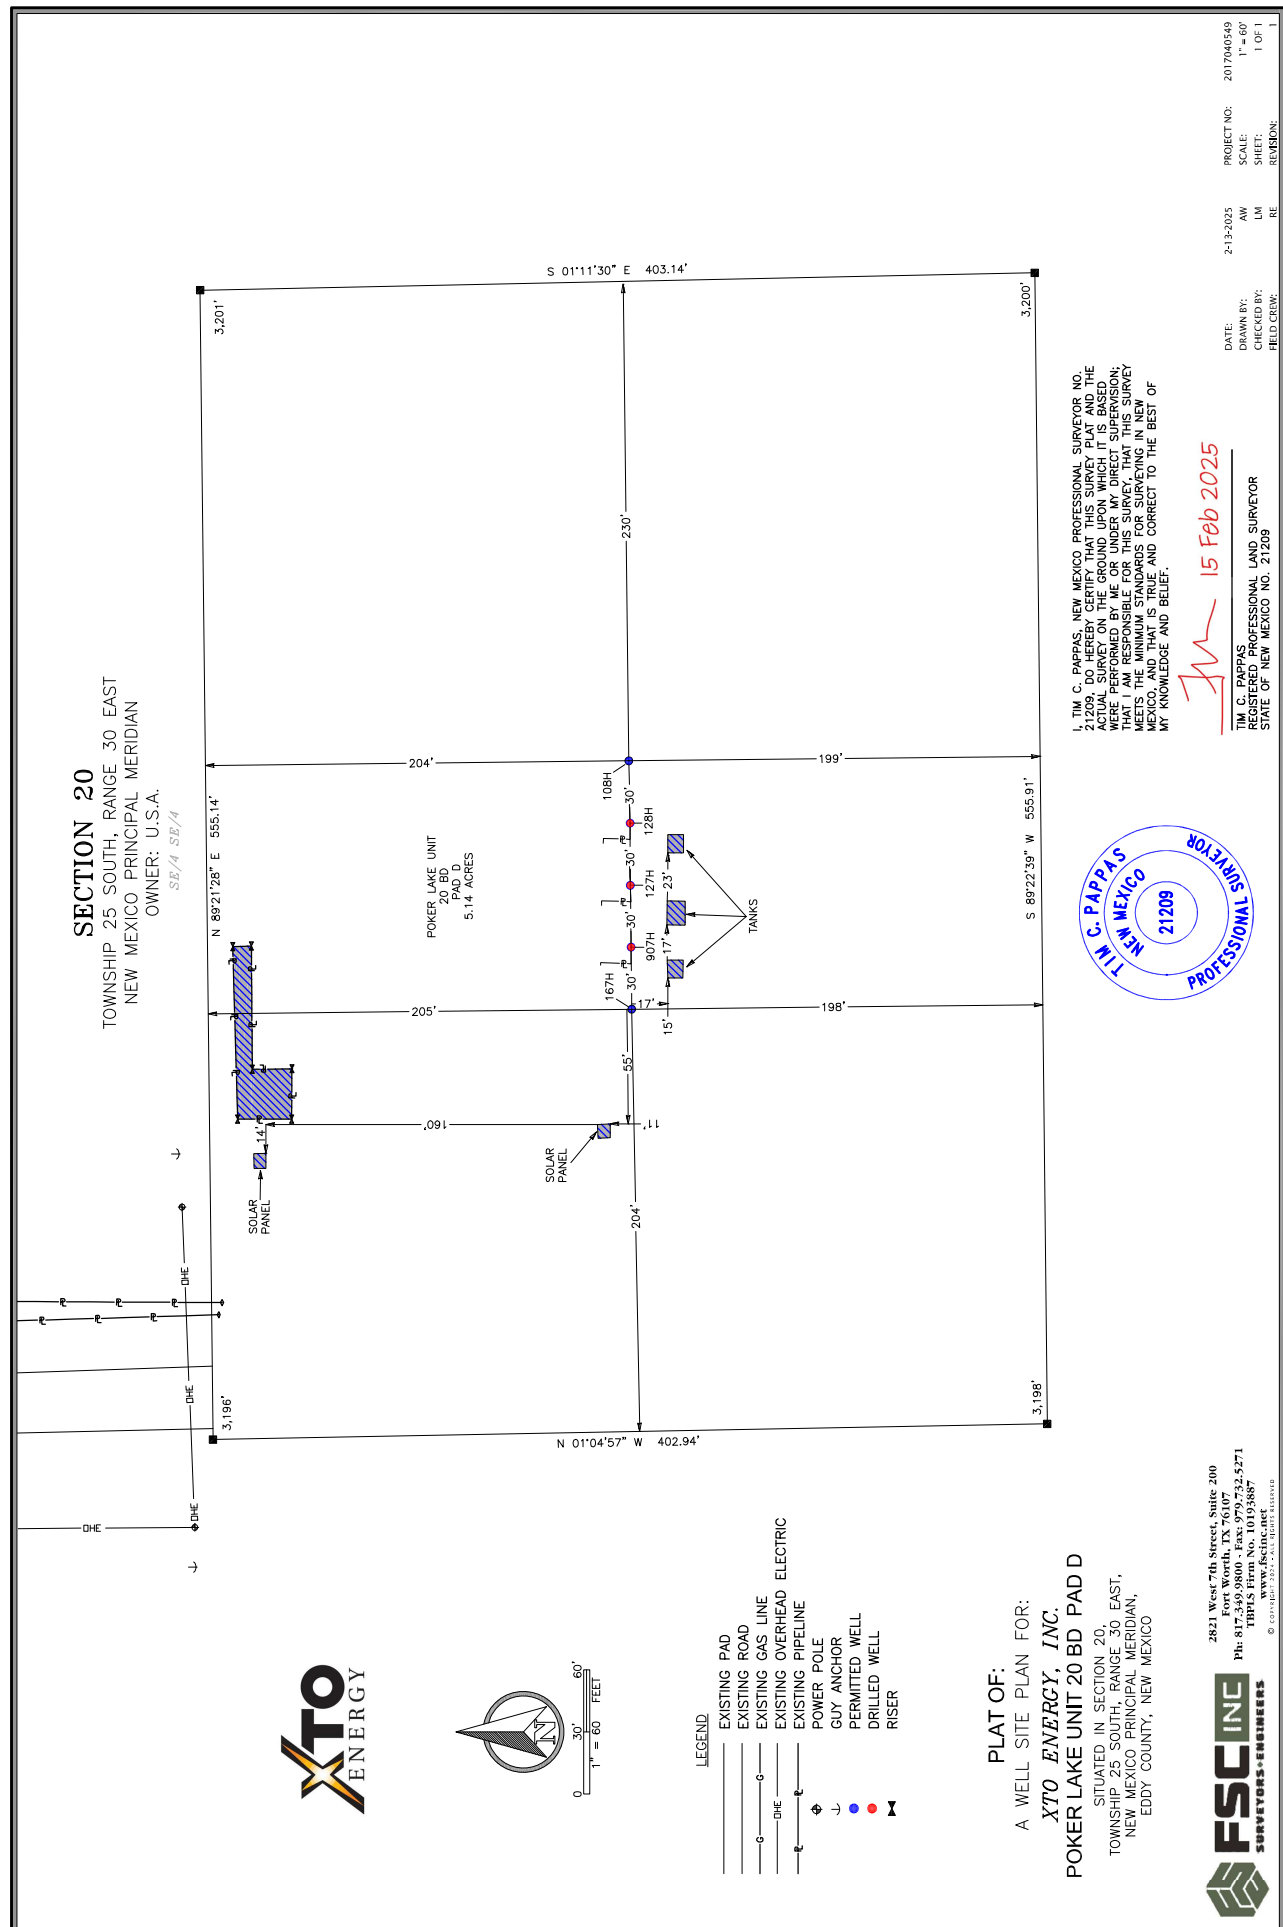 SECTION 20
TOWNSHIP 25 SOUTH, RANGE 30 EAST
NEW MEXICO PRINCIPAL MERIDIAN
OWNER: U.S.A.
SE/4 SE/4
OHE
OHE
OHE
OHE
PL
PL
PL
PL
PL
PL
3,196'
N 89°21'28" E 555.14'
3,201'
SOLAR
PANEL
14'
160'
205'
204'
POKER LAKE UNIT
20 BD
PAD D
5.14 ACRES
SOLAR
PANEL
11'
55'
N 01°04'57" W 402.94'
204'
167H
30'
907H
30'
127H
30'
128H
30'
108H
230'
S 01°11'30" E 403.14'
17'
15'
17'
23'
TANKS
198'
199'
3,198'
S 89°22'39" W 555.91'
3,200'
XTO
ENERGY
N
0 30' 60'
1" = 60 FEET
LEGEND
EXISTING PAD
EXISTING ROAD
G G EXISTING GAS LINE
OHE EXISTING OVERHEAD ELECTRIC
PL PL EXISTING PIPELINE
POWER POLE
GUY ANCHOR
PERMITTED WELL
DRILLED WELL
RISER
PLAT OF:
A WELL SITE PLAN FOR:
XTO ENERGY, INC.
POKER LAKE UNIT 20 BD PAD D
SITUATED IN SECTION 20,
TOWNSHIP 25 SOUTH, RANGE 30 EAST,
NEW MEXICO PRINCIPAL MERIDIAN,
EDDY COUNTY, NEW MEXICO
TIM C. PAPPAS
NEW MEXICO
21209
PROFESSIONAL SURVEYOR
I, TIM C. PAPPAS, NEW MEXICO PROFESSIONAL SURVEYOR NO.
21209, DO HEREBY CERTIFY THAT THIS SURVEY PLAT AND THE
ACTUAL SURVEY ON THE GROUND UPON WHICH IT IS BASED
WERE PERFORMED BY ME OR UNDER MY DIRECT SUPERVISION;
THAT I AM RESPONSIBLE FOR THIS SURVEY, THAT THIS SURVEY
MEETS THE MINIMUM STANDARDS FOR SURVEYING IN NEW
MEXICO, AND THAT IS TRUE AND CORRECT TO THE BEST OF
MY KNOWLEDGE AND BELIEF.
15 Feb 2025
TIM C. PAPPAS
REGISTERED PROFESSIONAL LAND SURVEYOR
STATE OF NEW MEXICO NO. 21209
FSC INC
SURVEYORS+ENGINEERS
2821 West 7th Street, Suite 200
Fort Worth, TX 76107
Ph: 817.349.9800 - Fax: 979.732.5271
TBPLS Firm No. 10193887
www.fscinc.net
© COPYRIGHT 2024 - ALL RIGHTS RESERVED
DATE: 2-13-2025 PROJECT NO: 2017040549
DRAWN BY: AW SCALE: 1" = 60'
CHECKED BY: LM SHEET: 1 OF 1
FIELD CREW: RE REVISION: 1